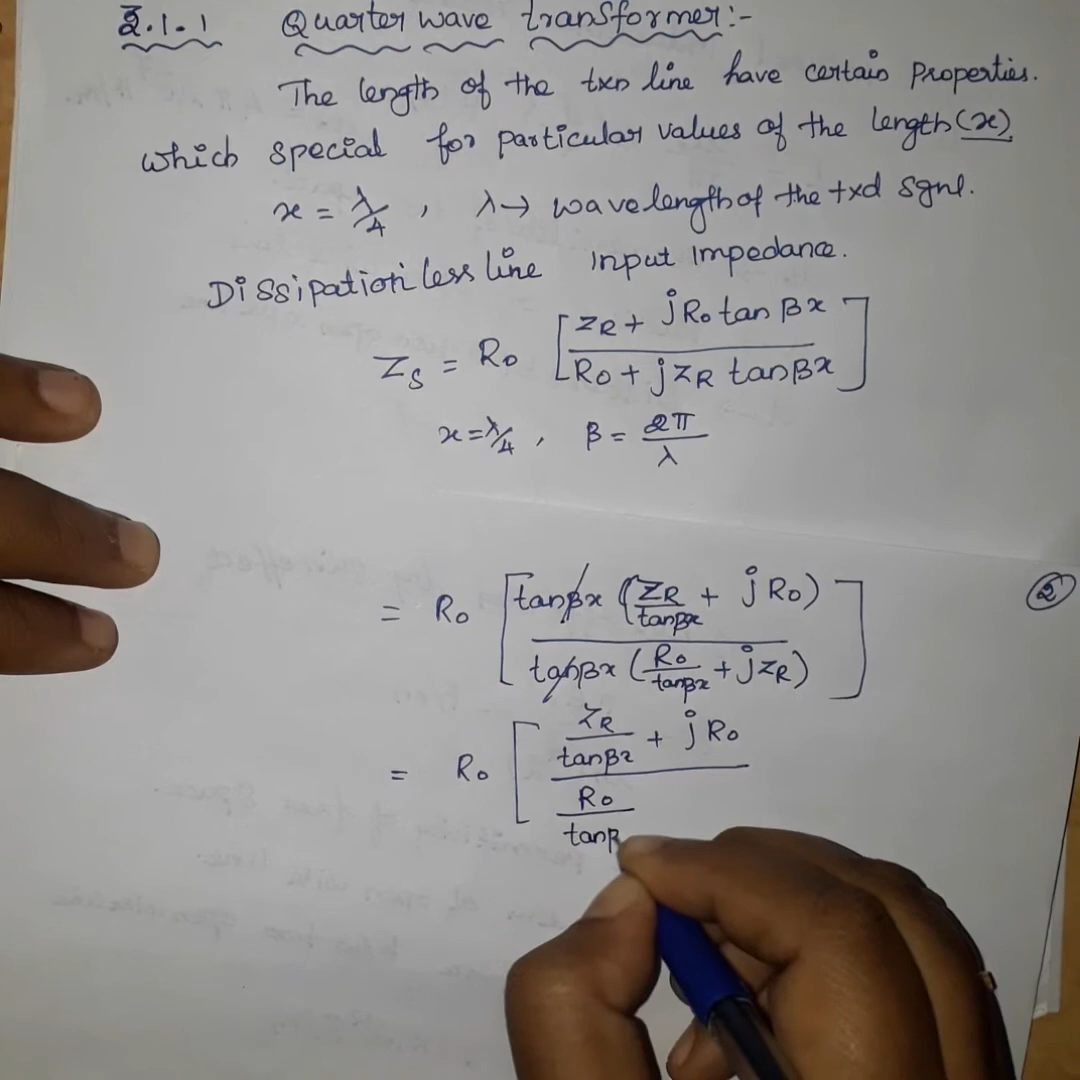 2.1.1 Quarter wave transformer:-
The length of the txn line have certain properties.
which special for particular values of the length (x)
x = λ/4 , λ → wavelength of the txd sgnl.
Dissipationless line input impedance.
Zs = Ro [ZR + jRo tan βx / Ro + jZR tanβx]
x = λ/4 , β = 2π/λ
②
= Ro [tanβx (ZR/tanβx + jRo) / tanβx (Ro/tanβx + jZR)]
= Ro [ZR/tanβx + jRo / Ro/tanβ